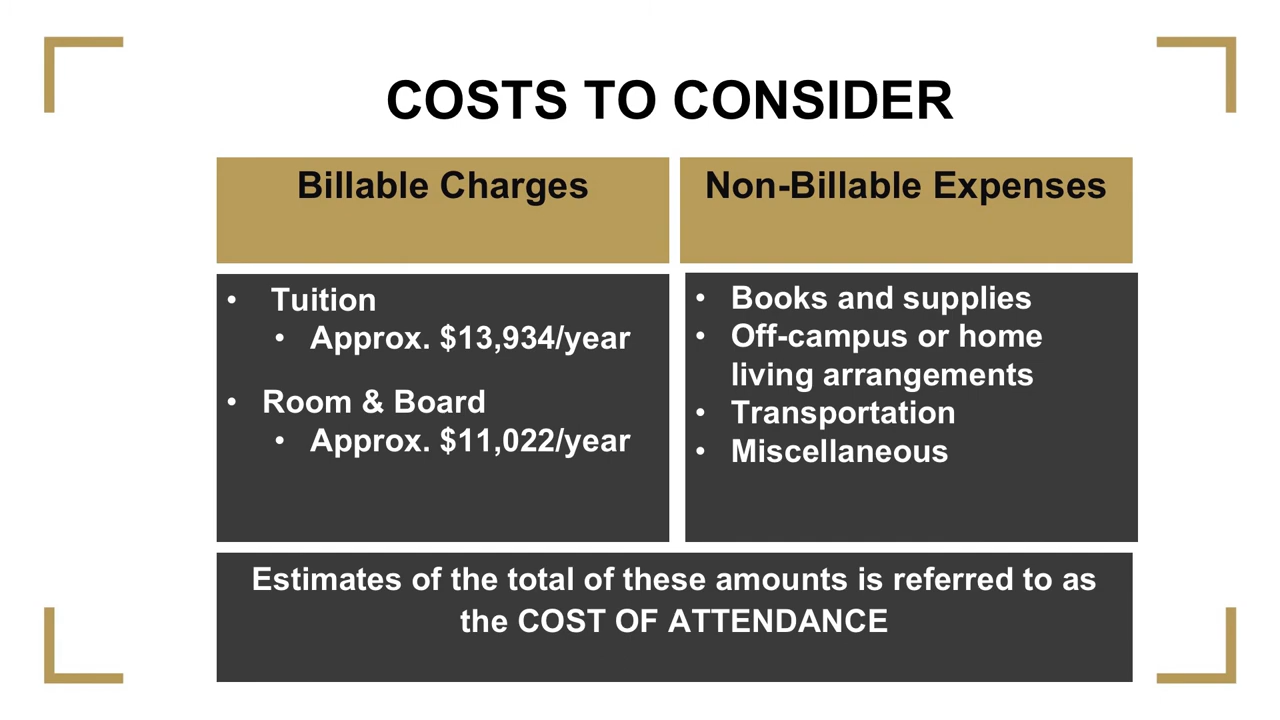 COSTS TO CONSIDER
Billable Charges
• Tuition
• Approx. $13,934/year
• Room & Board
• Approx. $11,022/year
Non-Billable Expenses
• Books and supplies
• Off-campus or home
living arrangements
• Transportation
• Miscellaneous
Estimates of the total of these amounts is referred to as
the COST OF ATTENDANCE